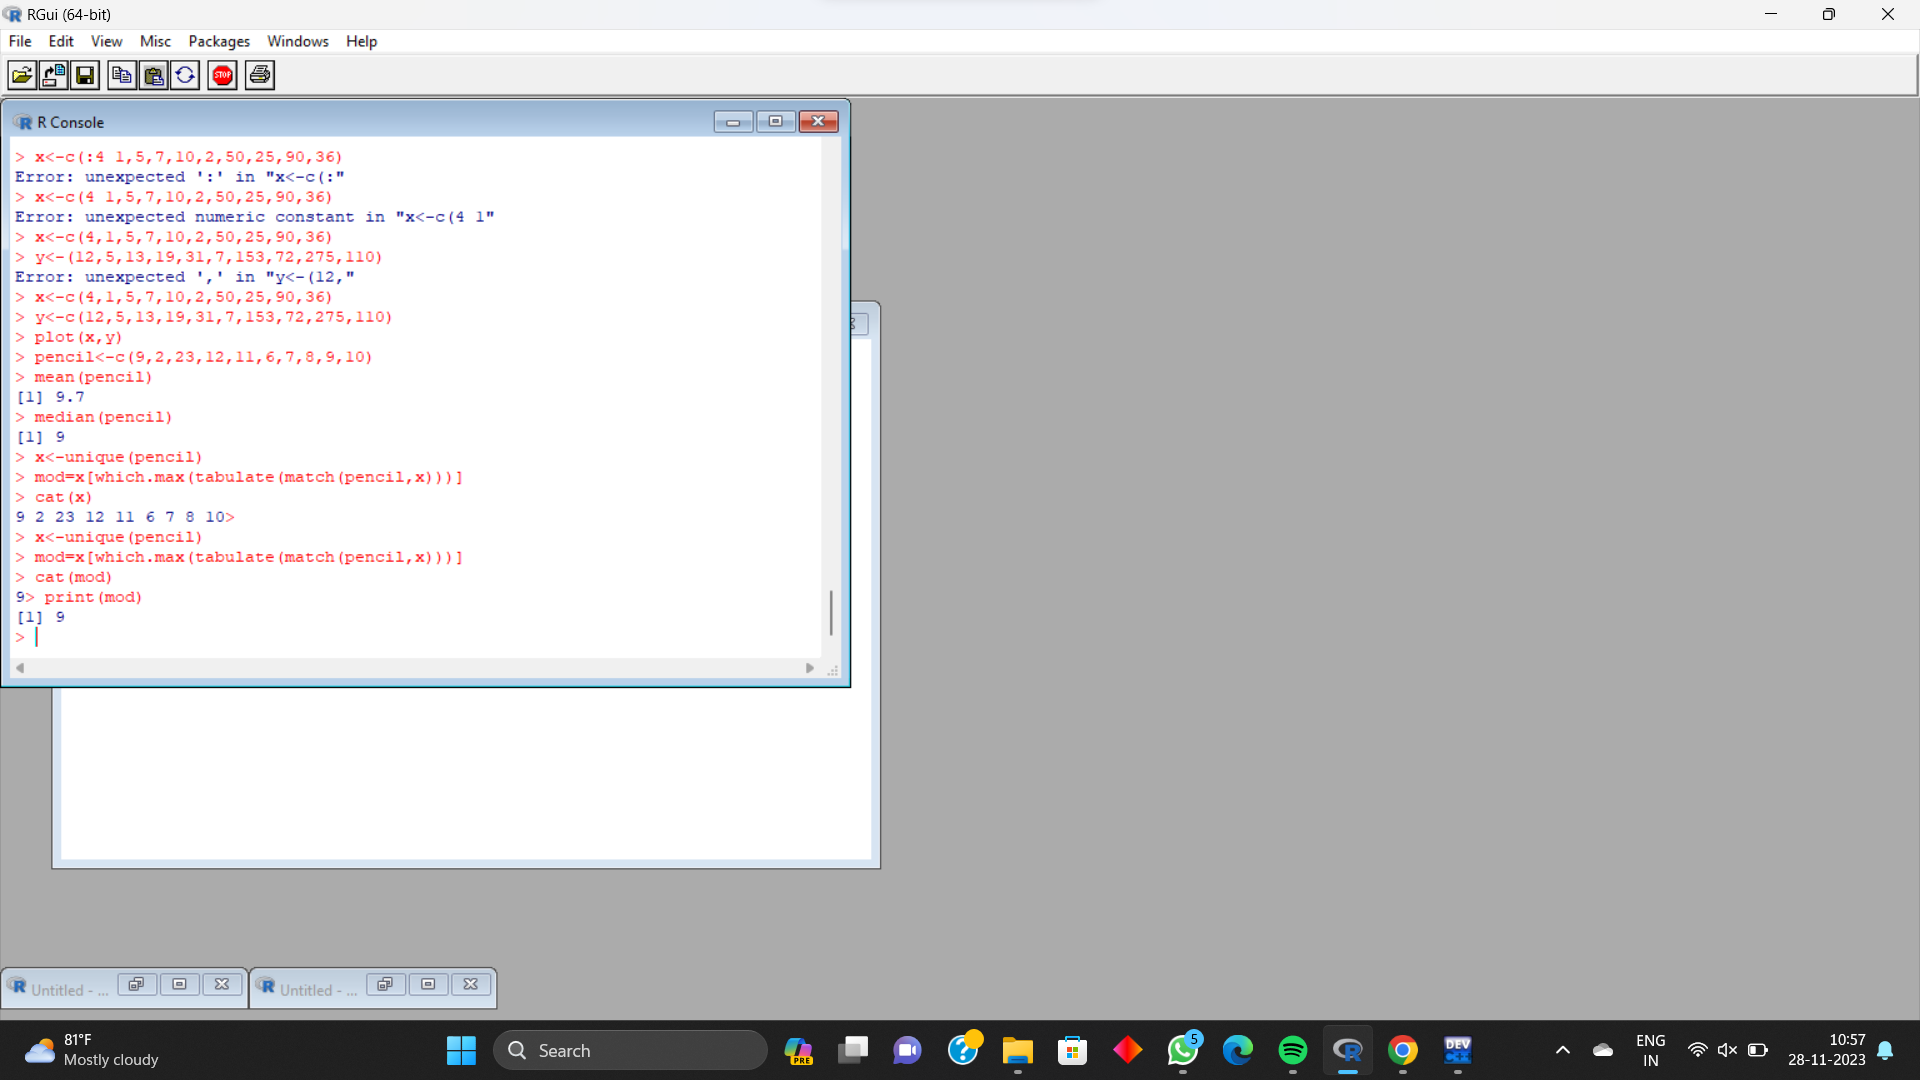 RGui (64-bit)
File Edit View Misc Packages Windows Help
STOP
R Console
> x<-c(:4 1,5,7,10,2,50,25,90,36)
Error: unexpected ':' in "x<-c(:"
> x<-c(4 1,5,7,10,2,50,25,90,36)
Error: unexpected numeric constant in "x<-c(4 1"
> x<-c(4,1,5,7,10,2,50,25,90,36)
> y<-(12,5,13,19,31,7,153,72,275,110)
Error: unexpected ',' in "y<-(12,"
> x<-c(4,1,5,7,10,2,50,25,90,36)
> y<-c(12,5,13,19,31,7,153,72,275,110)
> plot(x,y)
> pencil<-c(9,2,23,12,11,6,7,8,9,10)
> mean(pencil)
[1] 9.7
> median(pencil)
[1] 9
> x<-unique(pencil)
> mod=x[which.max(tabulate(match(pencil,x)))]
> cat(x)
9 2 23 12 11 6 7 8 10>
> x<-unique(pencil)
> mod=x[which.max(tabulate(match(pencil,x)))]
> cat(mod)
9> print(mod)
[1] 9
>
Untitled - ...
Untitled - ...
81°F
Mostly cloudy
Search
PRE
5
DEV
C++
ENG
IN
10:57
28-11-2023